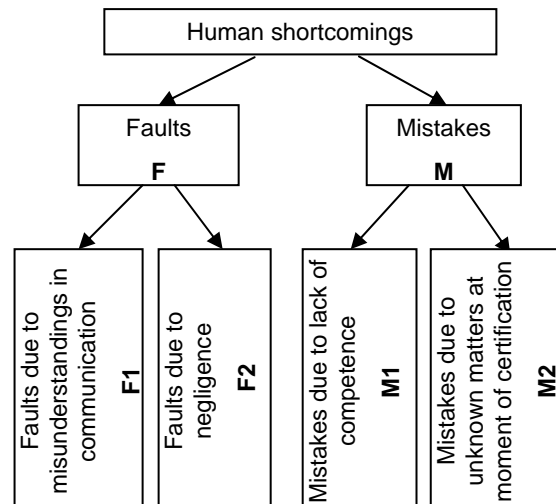 Human shortcomings
Faults
F
Mistakes
M
Faults due to
misunderstandings in
communication
F1
Faults due to
negligence
F2
Mistakes due to lack of
competence
M1
Mistakes due to
unknown matters at
moment of certification
M2